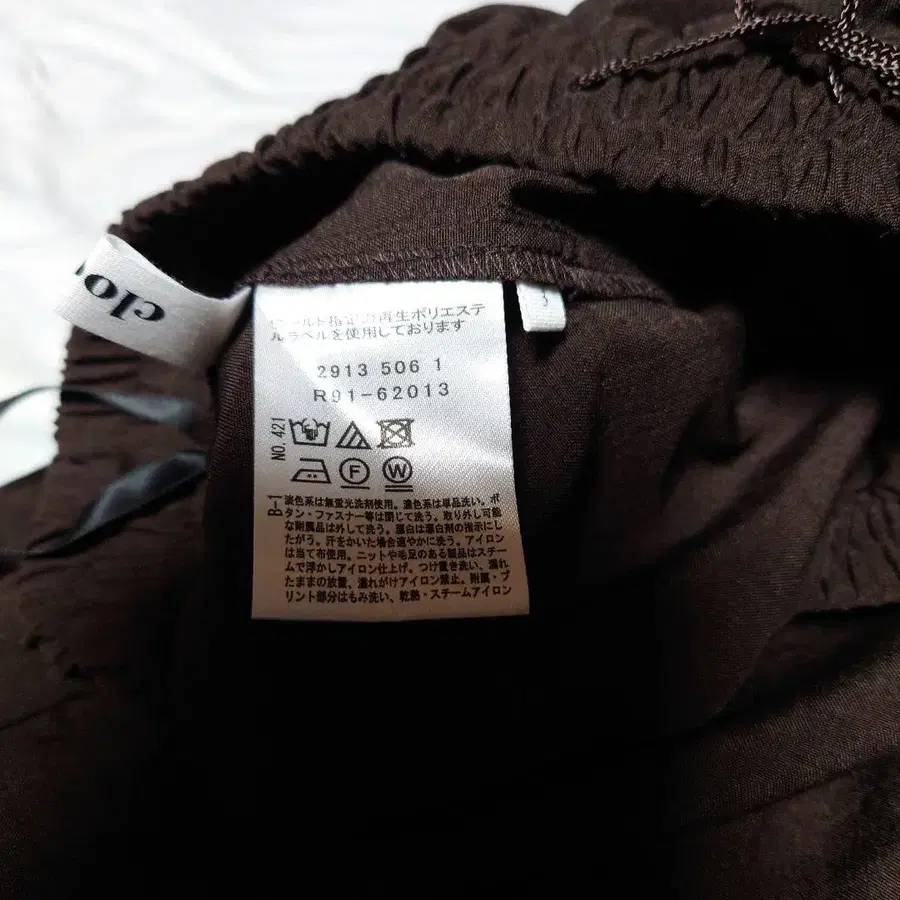 clo
ルラベルを使用しております
2913 506 1
R91-62013
NO.421
F
W
B-1
淡色系は無蛍光洗剤使用。濃色系は単品洗い。ボ
タン・ファスナー等は閉じて洗う。取り外し可能
な附属品は外して洗う。漂白は漂白剤の指示にし
たがう。汗をかいた場合速やかに洗う。アイロン
は当て布使用。ニットや毛足のある製品はスチー
ムで浮かしアイロン仕上げ。つけ置き洗い、濡れ
たままの放置、濡れがけアイロン禁止。附属・プ
リント部分はもみ洗い、乾熱・スチームアイロン